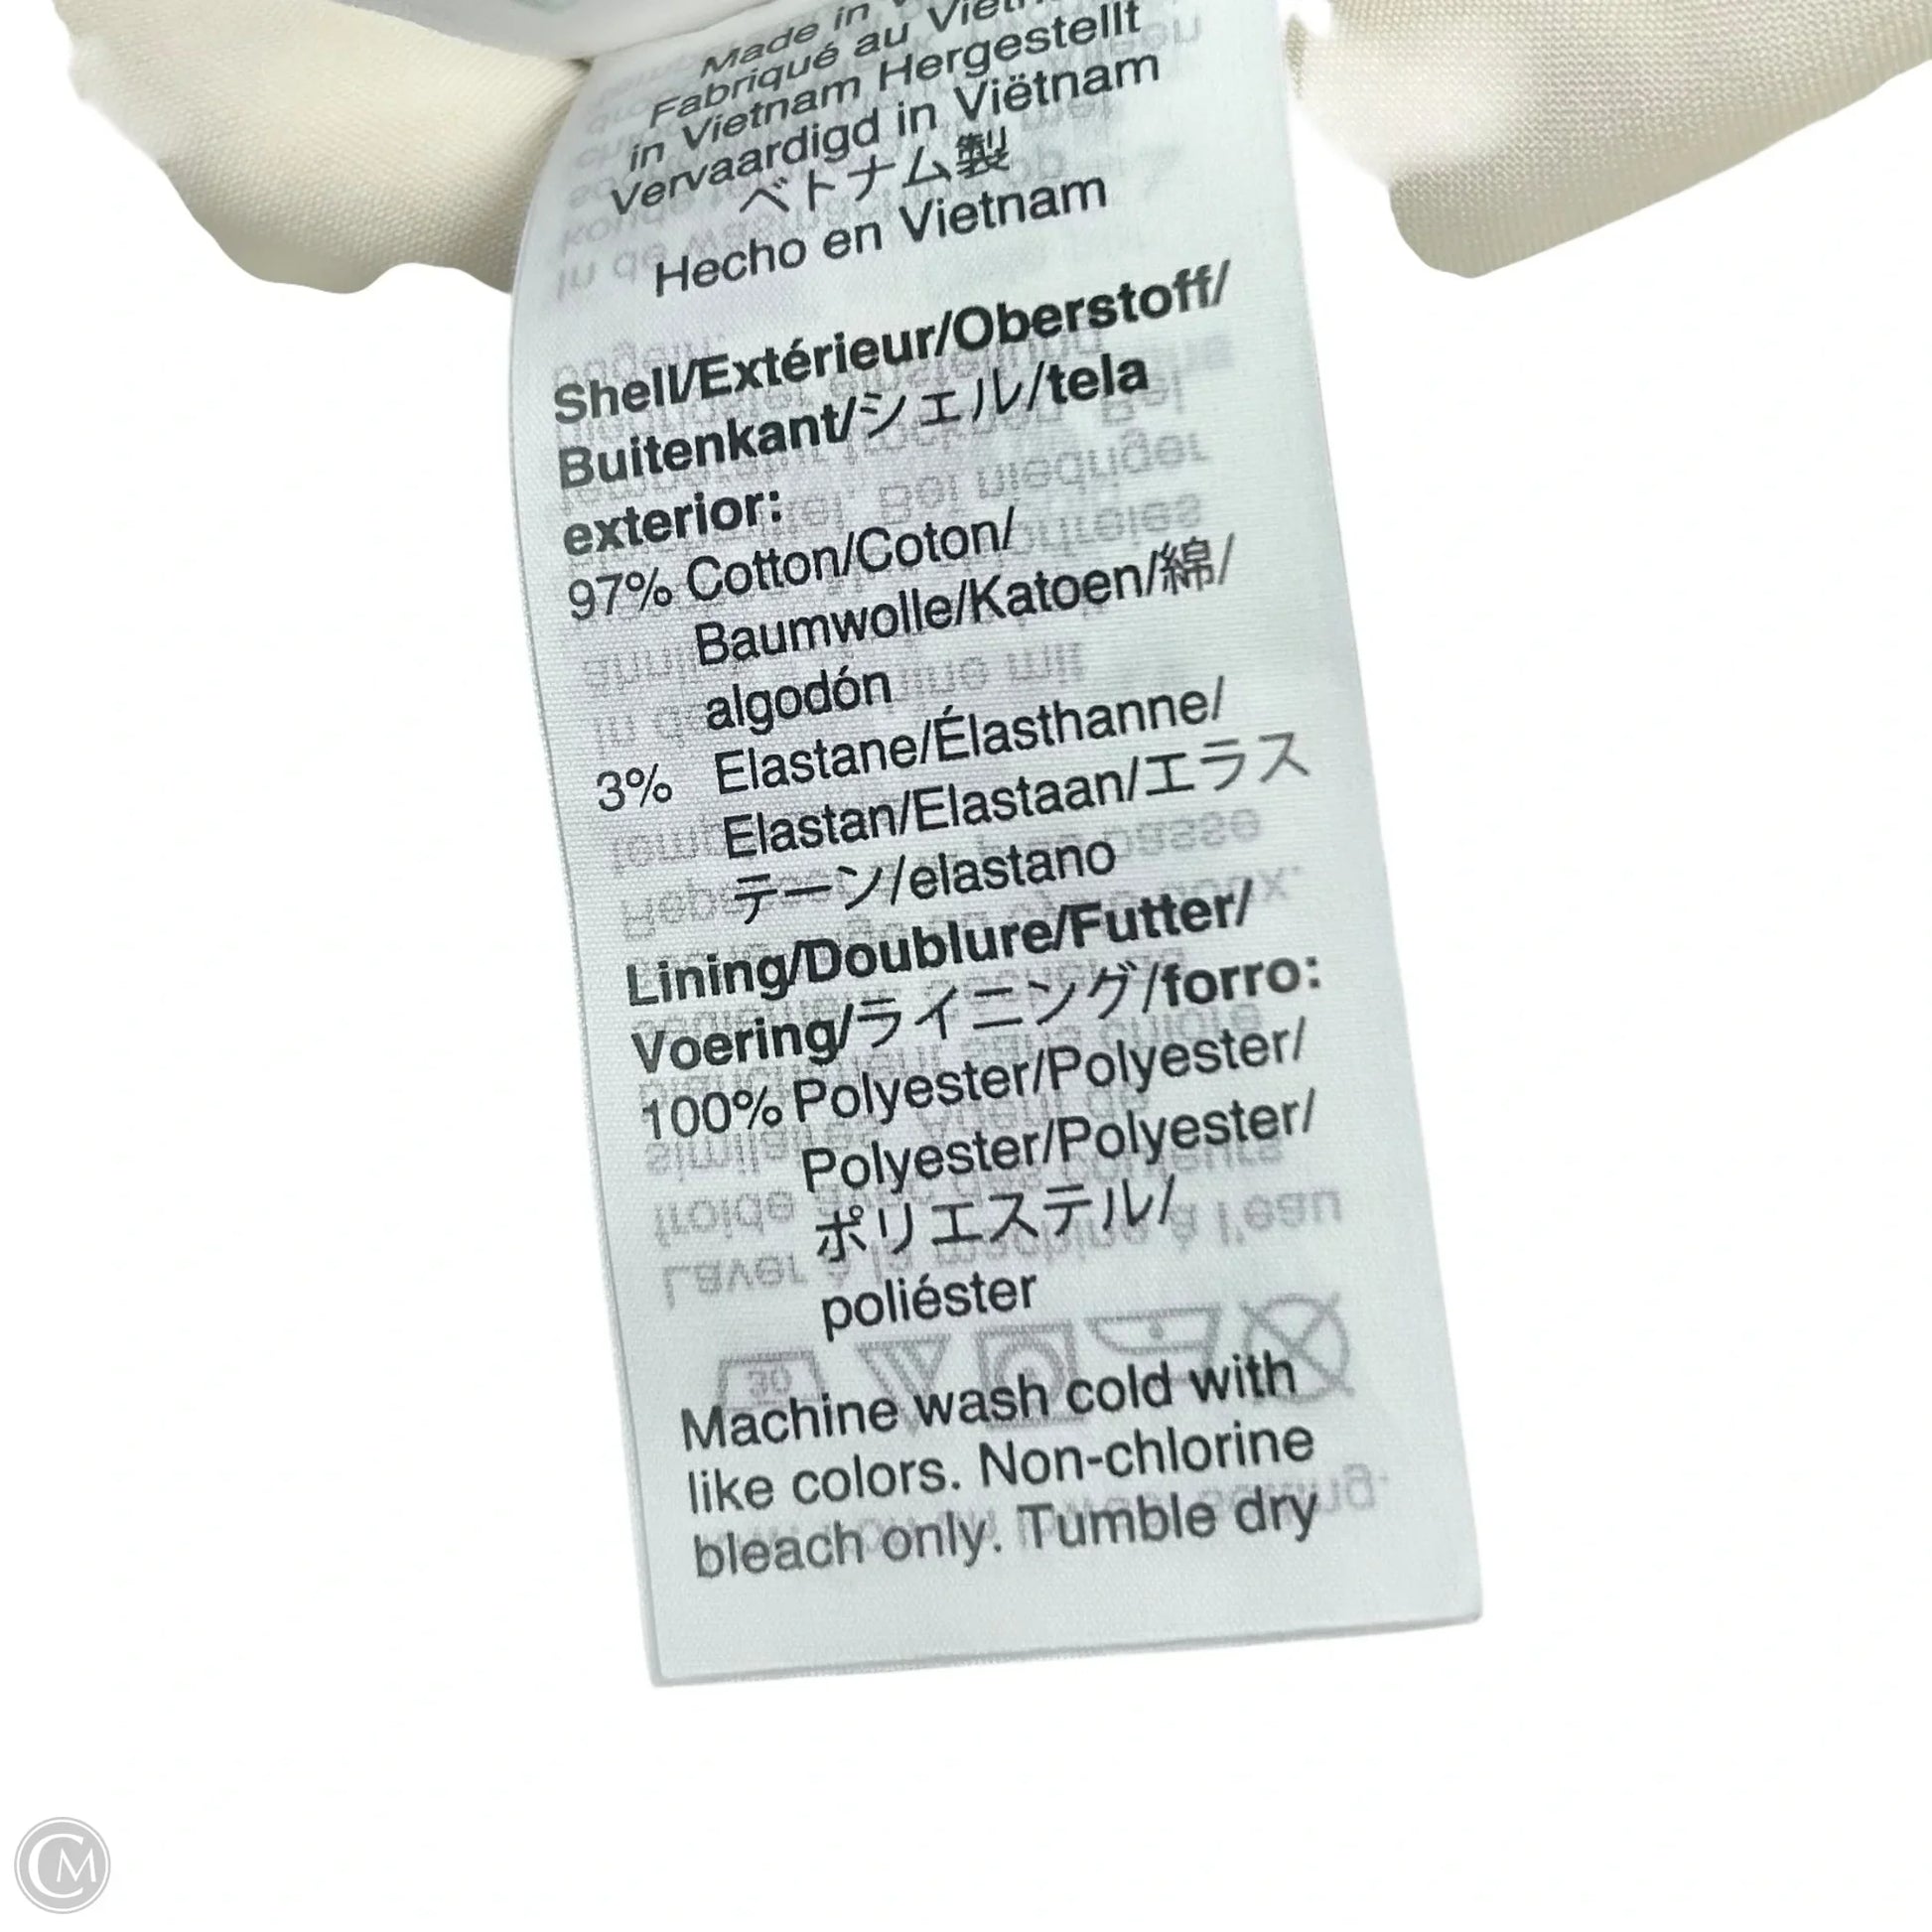 Made in
Fabriqué au
in Vietnam Hergestellt
Vervaardigd in Viëtnam
ベトナム製
Hecho en Vietnam
Shell/Extérieur/Oberstoff/
Buitenkant/シェル/tela
exterior:
97% Cotton/Coton/
Baumwolle/Katoen/綿/
algodón
3% Elastane/Élasthanne/
Elastan/Elastaan/エラス
テーン/elastano
Lining/Doublure/Futter/
Voering/ライニング/forro:
100% Polyester/Polyester/
Polyester/Polyester/
ポリエステル/
poliéster
Machine wash cold with
like colors. Non-chlorine
bleach only. Tumble dry
CM